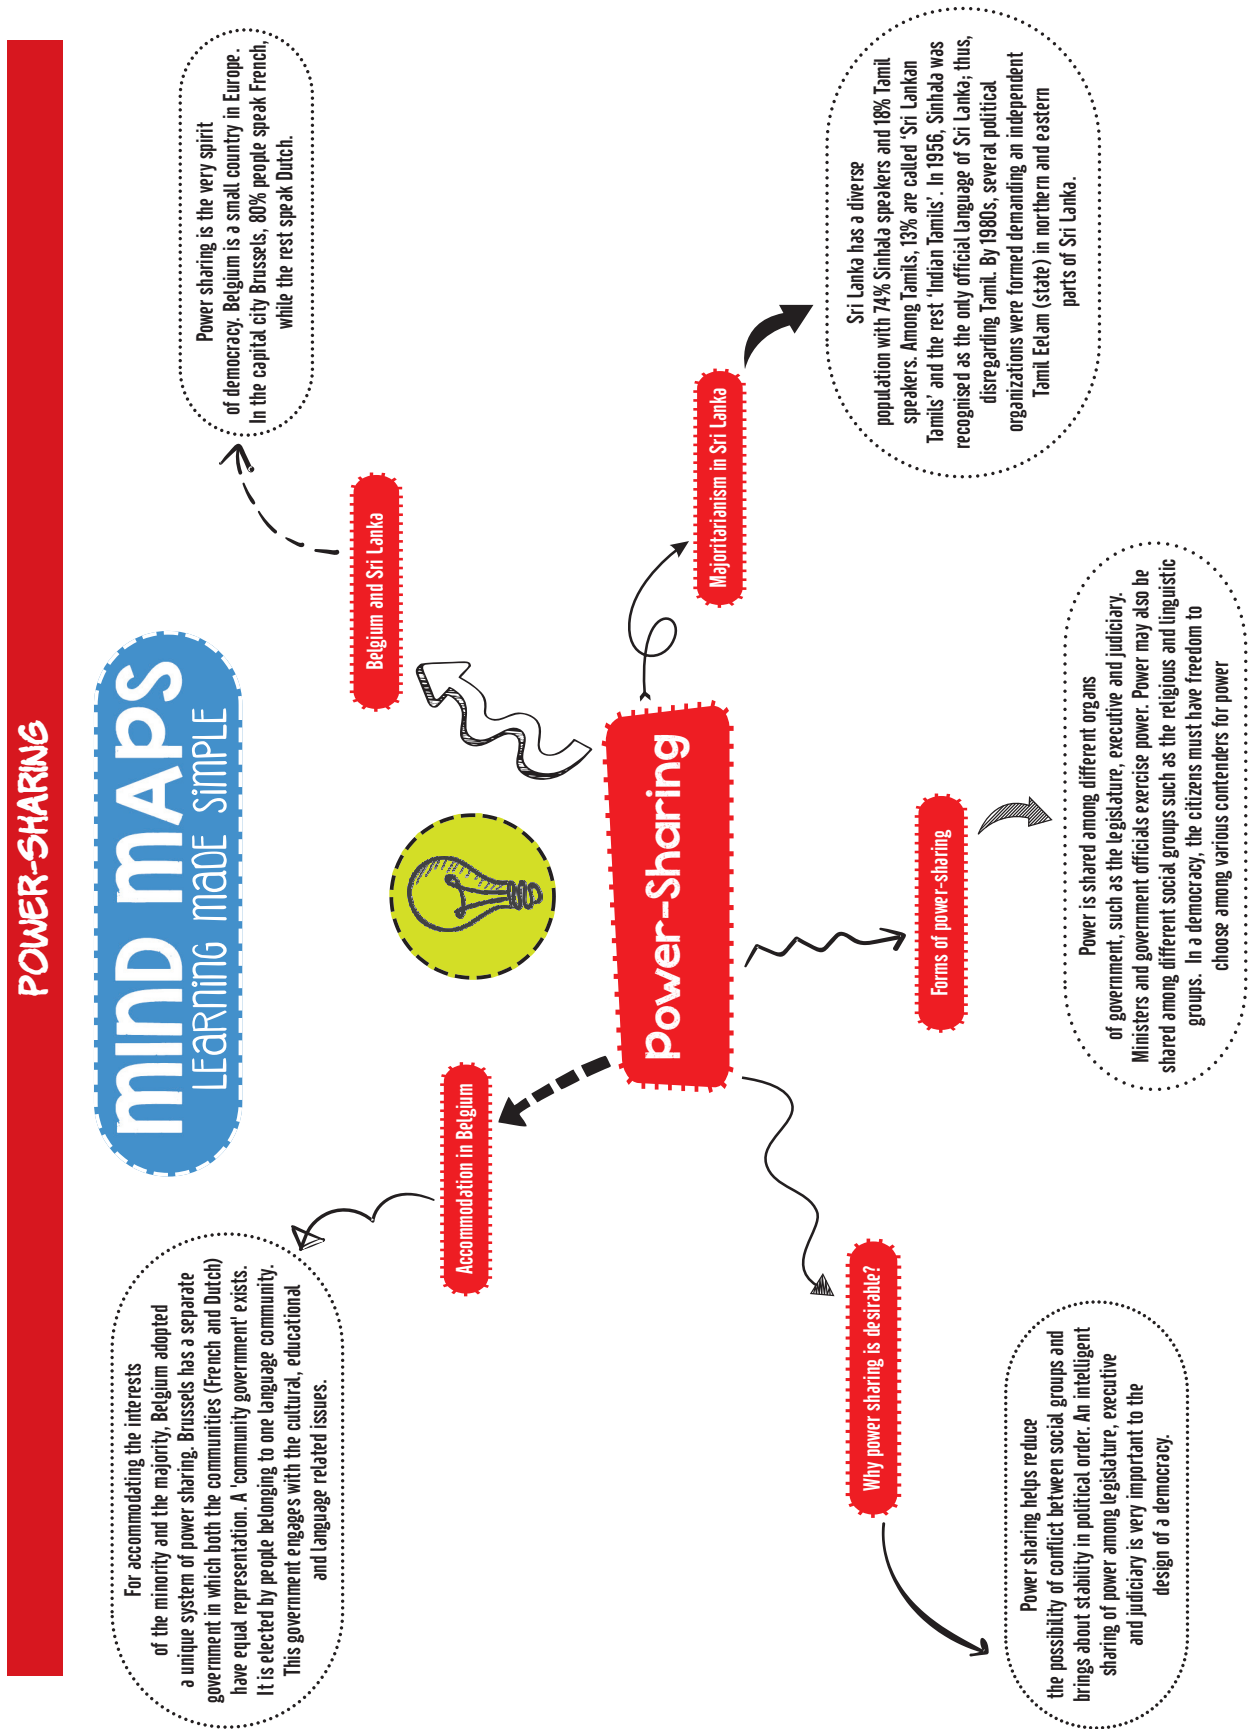 POWER-SHARING
MIND MAPS
LEARNING MADE SIMPLE
For accommodating the interests
of the minority and the majority, Belgium adopted
a unique system of power sharing. Brussels has a separate
government in which both the communities (French and Dutch)
have equal representation. A 'community government' exists.
It is elected by people belonging to one language community.
This government engages with the cultural, educational
and language related issues.
Accommodation in Belgium
Power sharing is the very spirit
of democracy. Belgium is a small country in Europe.
In the capital city Brussels, 80% people speak French,
while the rest speak Dutch.
Belgium and Sri Lanka
Power-Sharing
Majoritarianism in Sri Lanka
Sri Lanka has a diverse
population with 74% Sinhala speakers and 18% Tamil
speakers. Among Tamils, 13% are called ‘Sri Lankan
Tamils’ and the rest ‘Indian Tamils’. In 1956, Sinhala was
recognised as the only official language of Sri Lanka; thus,
disregarding Tamil. By 1980s, several political
organizations were formed demanding an independent
Tamil Eelam (state) in northern and eastern
parts of Sri Lanka.
Why power sharing is desirable?
Power sharing helps reduce
the possibility of conflict between social groups and
brings about stability in political order. An intelligent
sharing of power among legislature, executive
and judiciary is very important to the
design of a democracy.
Forms of power-sharing
Power is shared among different organs
of government, such as the legislature, executive and judiciary.
Ministers and government officials exercise power. Power may also be
shared among different social groups such as the religious and linguistic
groups. In a democracy, the citizens must have freedom to
choose among various contenders for power